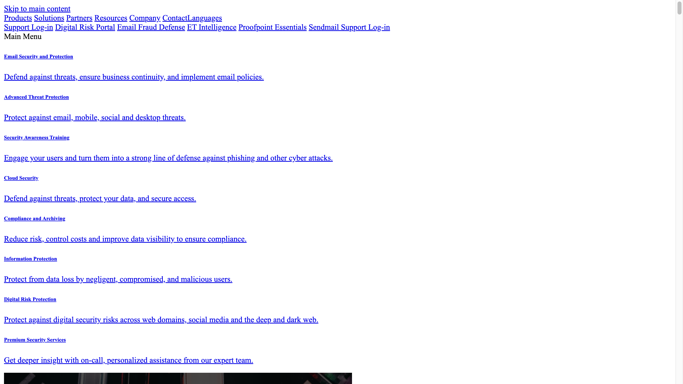 Skip to main content
Products Solutions Partners Resources Company ContactLanguages
Support Log-in Digital Risk Portal Email Fraud Defense ET Intelligence Proofpoint Essentials Sendmail Support Log-in
Main Menu
Email Security and Protection
Defend against threats, ensure business continuity, and implement email policies.
Advanced Threat Protection
Protect against email, mobile, social and desktop threats.
Security Awareness Training
Engage your users and turn them into a strong line of defense against phishing and other cyber attacks.
Cloud Security
Defend against threats, protect your data, and secure access.
Compliance and Archiving
Reduce risk, control costs and improve data visibility to ensure compliance.
Information Protection
Protect from data loss by negligent, compromised, and malicious users.
Digital Risk Protection
Protect against digital security risks across web domains, social media and the deep and dark web.
Premium Security Services
Get deeper insight with on-call, personalized assistance from our expert team.